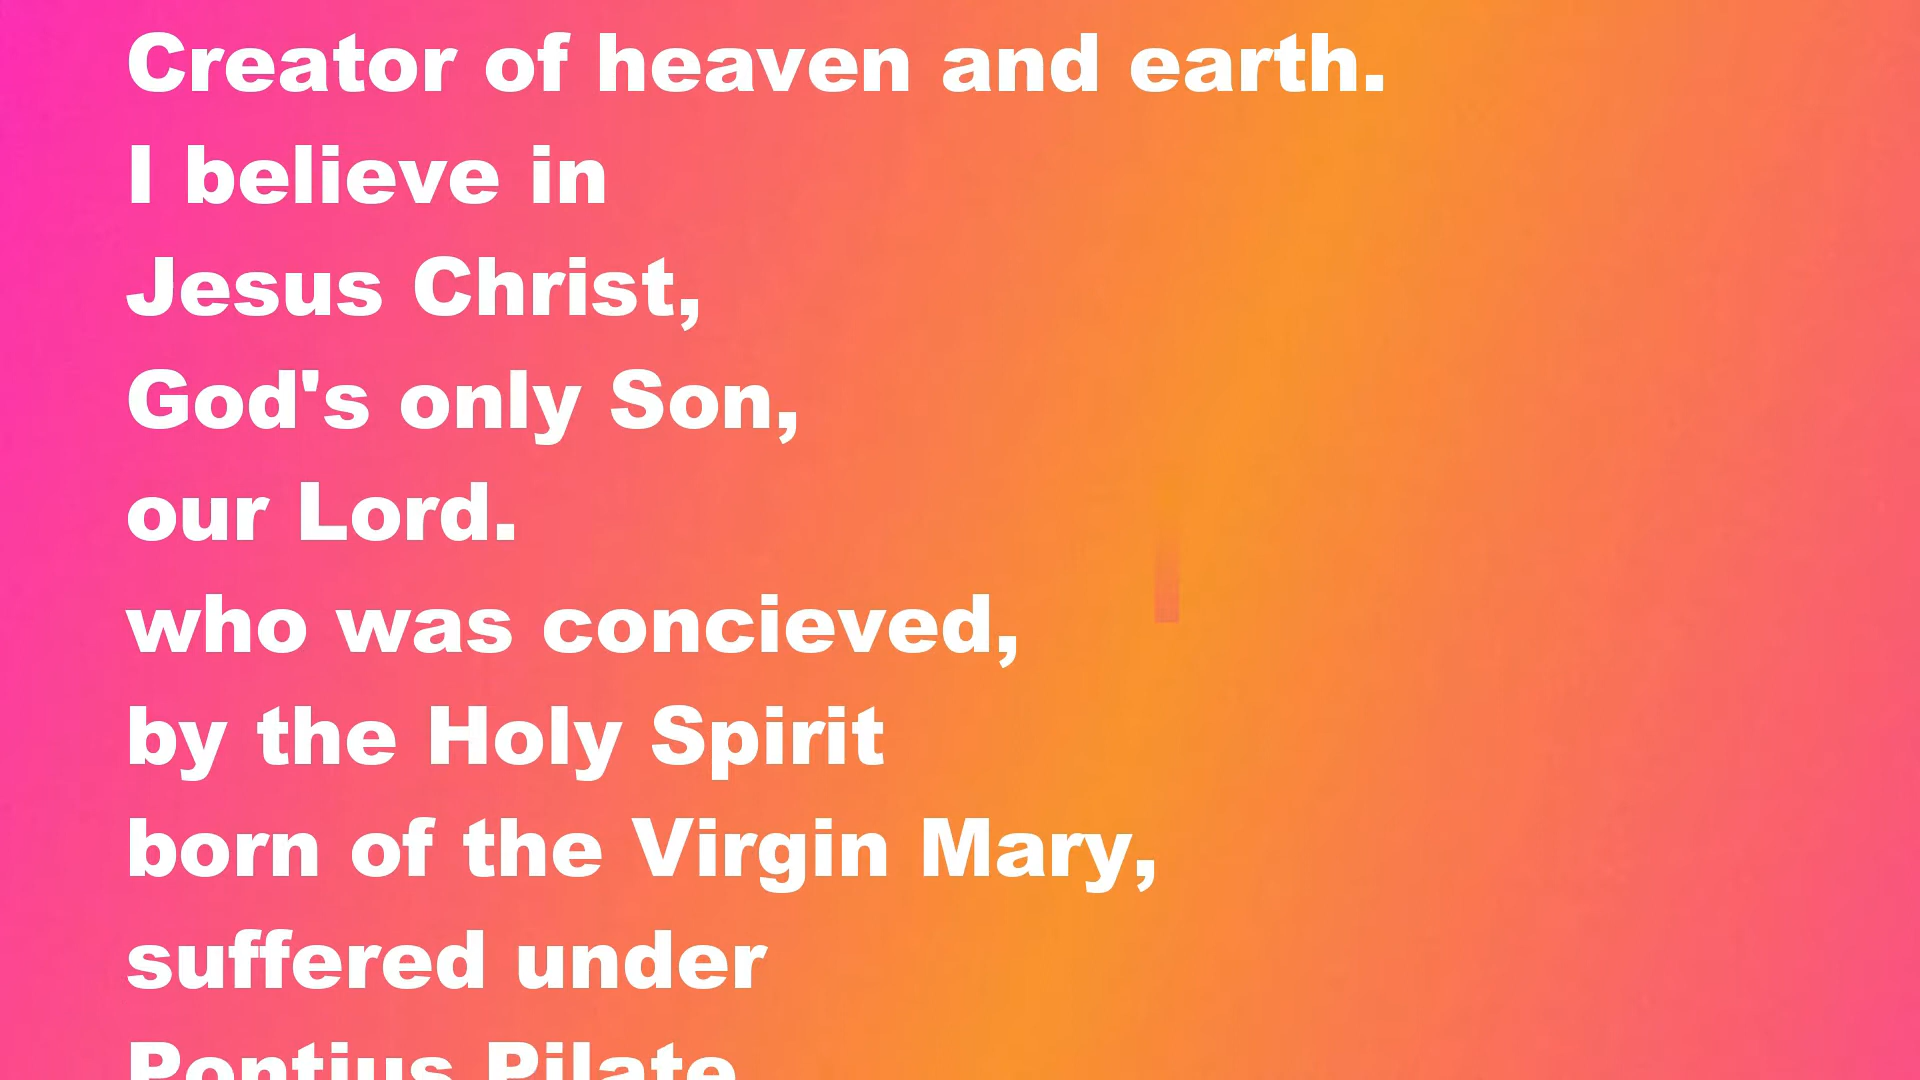 Creator of heaven and earth.
I believe in
Jesus Christ,
God's only Son,
our Lord.
who was concieved,
by the Holy Spirit
born of the Virgin Mary,
suffered under
Pontius Pilate